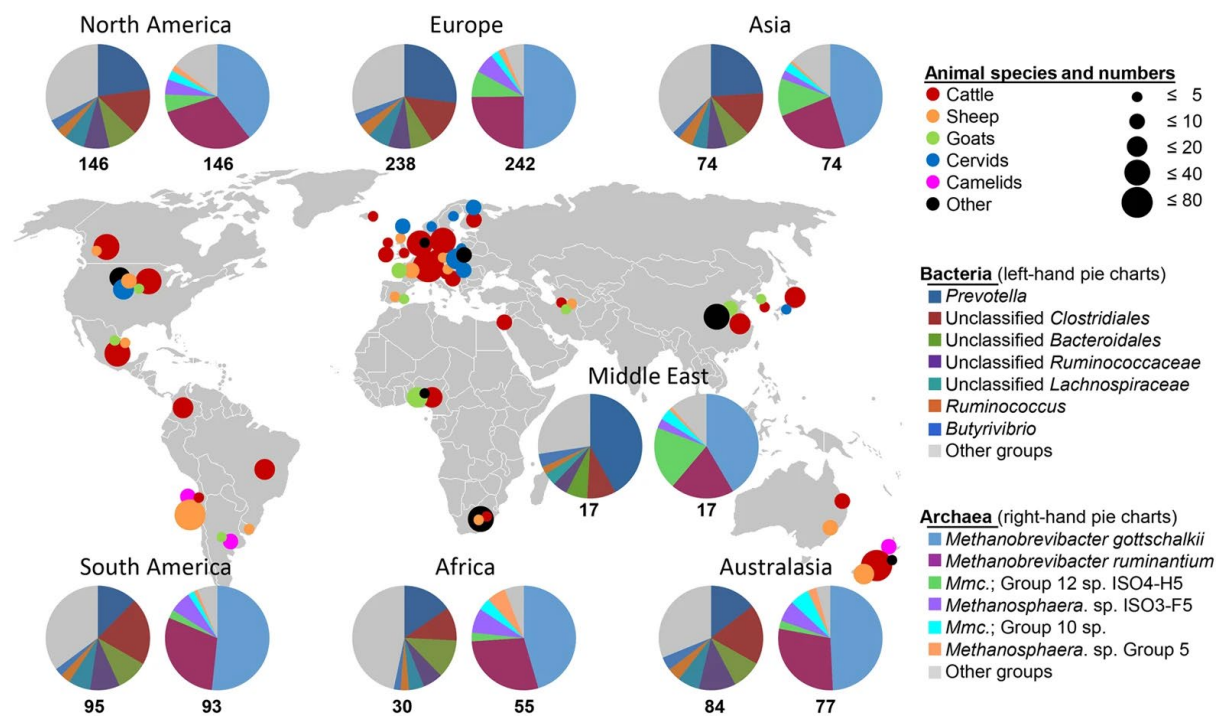 North America
Europe
Asia
146
146
238
242
74
74
Animal species and numbers
Cattle
Sheep
Goats
Cervids
Camelids
Other
≤ 5
≤ 10
≤ 20
≤ 40
≤ 80
Middle East
17
17
Bacteria (left-hand pie charts)
Prevotella
Unclassified Clostridiales
Unclassified Bacteroidales
Unclassified Ruminococcaceae
Unclassified Lachnospiraceae
Ruminococcus
Butyrivibrio
Other groups
South America
Africa
Australasia
95
93
30
55
84
77
Archaea (right-hand pie charts)
Methanobrevibacter gottschalkii
Methanobrevibacter ruminantium
Mmc.; Group 12 sp. ISO4-H5
Methanosphaera. sp. ISO3-F5
Mmc.; Group 10 sp.
Methanosphaera. sp. Group 5
Other groups